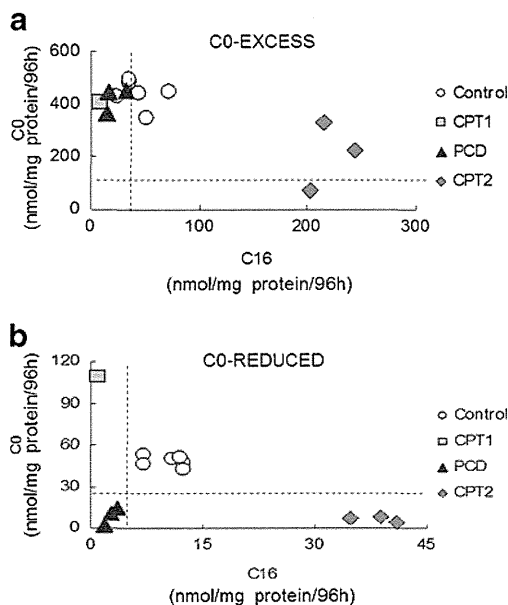 a
C0-EXCESS
600
400
200
0
C0
(nmol/mg protein/96h)
0
100
200
300
C16
(nmol/mg protein/96h)
Control
CPT1
PCD
CPT2
b
C0-REDUCED
120
90
60
30
0
C0
(nmol/mg protein/96h)
0
15
30
45
C16
(nmol/mg protein/96h)
Control
CPT1
PCD
CPT2